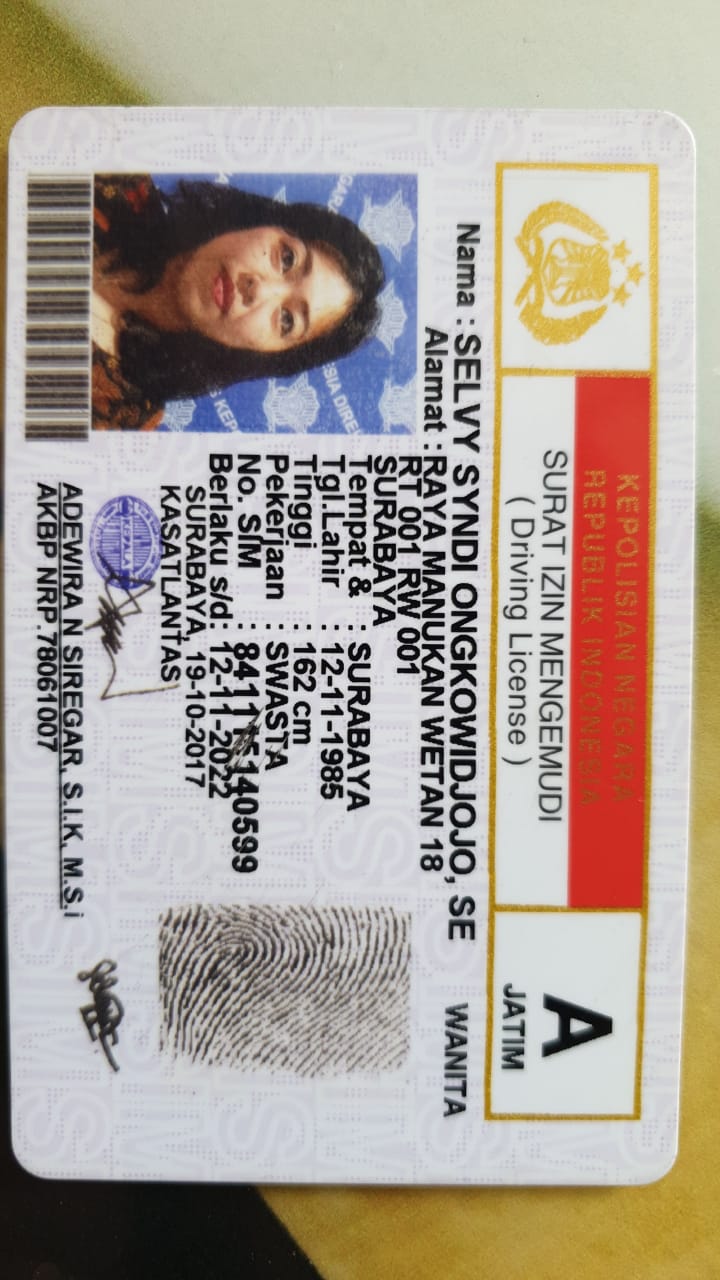 KEPOLISIAN NEGARA
REPUBLIK INDONESIA
SURAT IZIN MENGEMUDI
( Driving License )
A
JATIM
Nama : SELVY SYNDI ONGKOWIDJOJO, SE WANITA
Alamat : RAYA MANUKAN WETAN 18
RT 001 RW 001
SURABAYA
Tempat & : SURABAYA
Tgl.Lahir : 12-11-1985
Tinggi : 162 cm
Pekerjaan : SWASTA
No. SIM : 841115140599
Berlaku s/d: 12-11-2022
SURABAYA, 19-10-2017
KASATLANTAS
ADEWIRA N SIREGAR, S.I.K, M.S.i
AKBP NRP.78061007